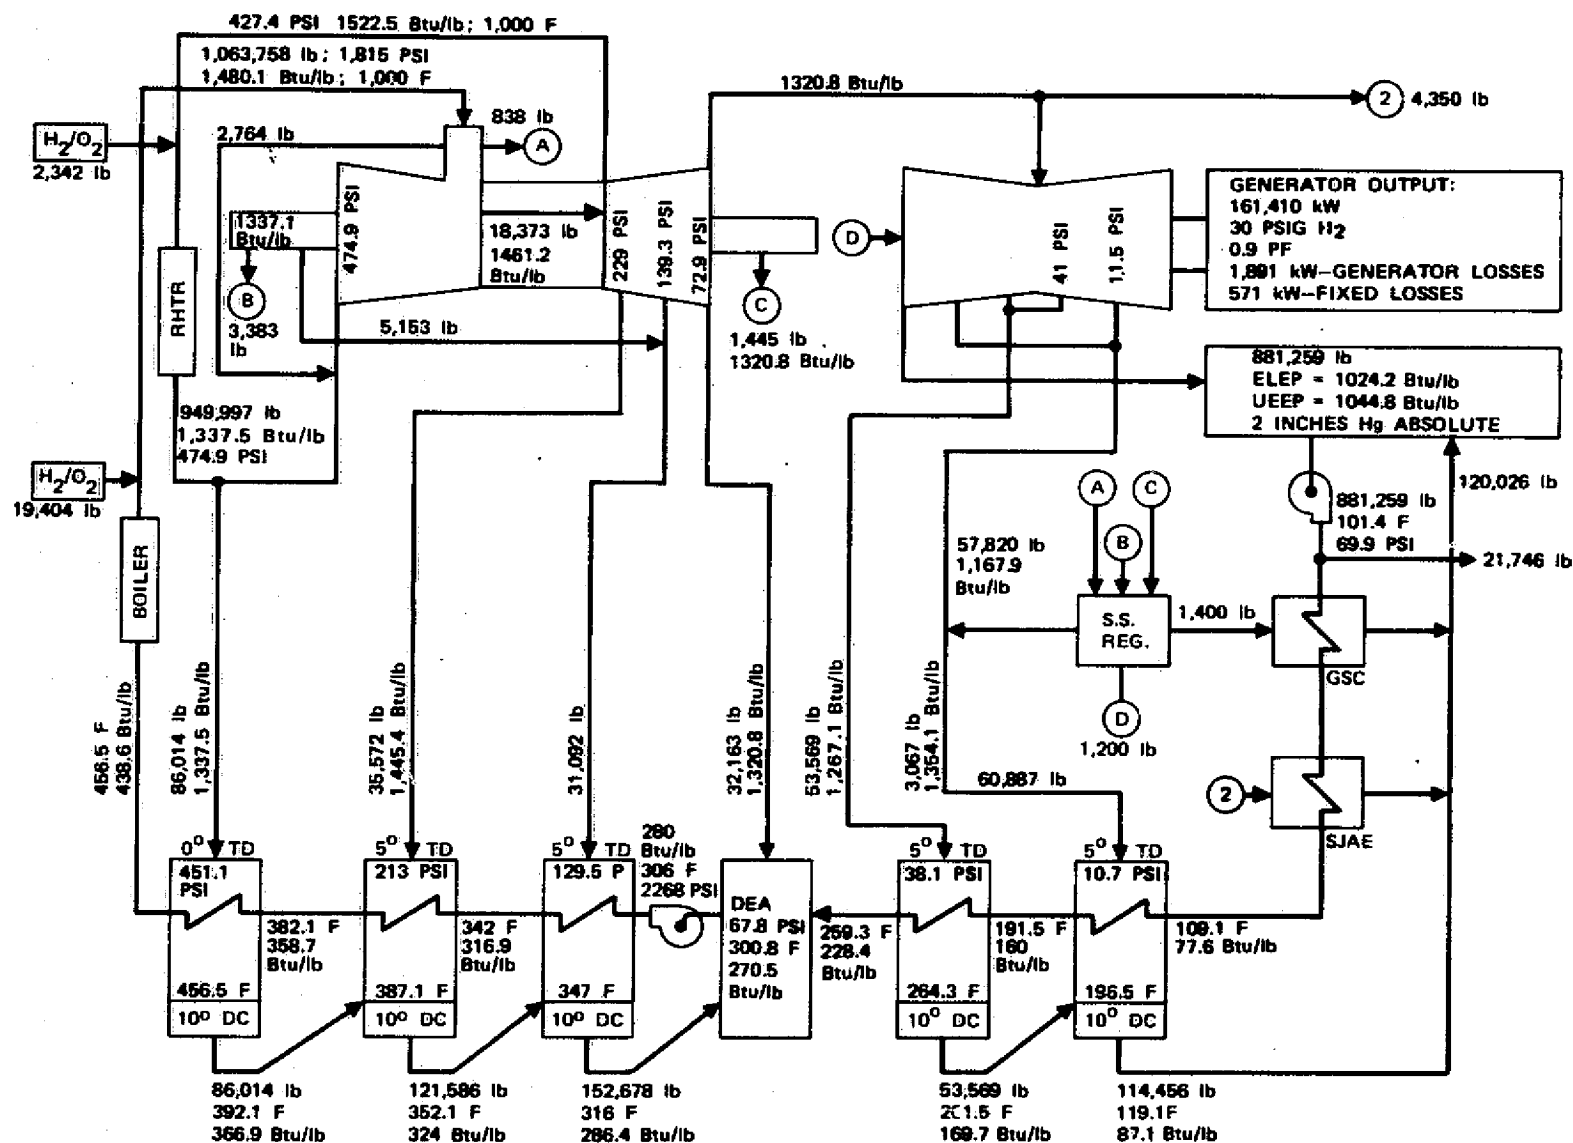 427.4 PSI 1522.5 Btu/lb; 1,000 F
1,063,758 lb; 1,815 PSI
1,480.1 Btu/lb; 1,000 F
1320.8 Btu/lb
2
4,350 lb
H2/O2
2,342 lb
2,764 lb
838 lb
A
474.9 PSI
1337.1
Btu/lb
B
3,383
lb
18,373 lb
1461.2
Btu/lb
229 PSI
139.3 PSI
72.9 PSI
C
1,445 lb
1320.8 Btu/lb
5,153 lb
D
41 PSI
11.5 PSI
GENERATOR OUTPUT:
161,410 kW
30 PSIG H2
0.9 PF
1,891 kW-GENERATOR LOSSES
571 kW-FIXED LOSSES
RHTR
949,997 lb
1,337.5 Btu/lb
474.9 PSI
881,259 lb
ELEP = 1024.2 Btu/lb
UEEP = 1044.8 Btu/lb
2 INCHES Hg ABSOLUTE
H2/O2
19,404 lb
BOILER
A
B
C
120,026 lb
881,259 lb
101.4 F
69.9 PSI
21,746 lb
57,820 lb
1,167.9
Btu/lb
S.S.
REG.
1,400 lb
GSC
D
1,200 lb
456.5 F
438.6 Btu/lb
86,014 lb
1,337.5 Btu/lb
35,572 lb
1,445.4 Btu/lb
31,092 lb
32,163 lb
1,320.8 Btu/lb
53,569 lb
1,267.1 Btu/lb
3,067 lb
1,354.1 Btu/lb
60,887 lb
2
SJAE
0° TD
451.1
PSI
456.5 F
10° DC
382.1 F
358.7
Btu/lb
5° TD
213 PSI
387.1 F
10° DC
342 F
316.9
Btu/lb
5° TD
129.5 P
347 F
10° DC
280
Btu/lb
306 F
2268 PSI
DEA
67.8 PSI
300.8 F
270.5
Btu/lb
259.3 F
228.4
Btu/lb
5° TD
38.1 PSI
264.3 F
10° DC
191.5 F
160
Btu/lb
5° TD
10.7 PSI
196.5 F
10° DC
109.1 F
77.6 Btu/lb
86,014 lb
392.1 F
366.9 Btu/lb
121,586 lb
352.1 F
324 Btu/lb
152,678 lb
316 F
286.4 Btu/lb
53,569 lb
201.5 F
169.7 Btu/lb
114,456 lb
119.1F
87.1 Btu/lb